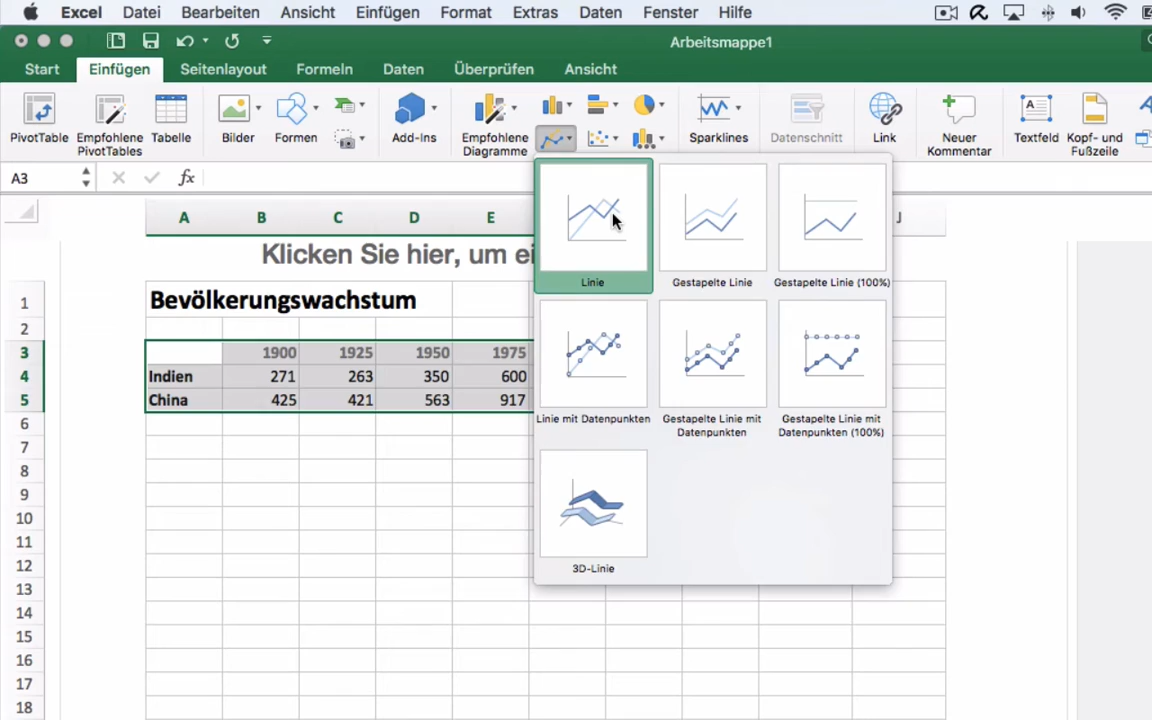 Excel Datei Bearbeiten Ansicht Einfügen Format Extras Daten Fenster Hilfe
Arbeitsmappe1
Start Einfügen Seitenlayout Formeln Daten Überprüfen Ansicht
PivotTable
Empfohlene
PivotTables
Tabelle
Bilder
Formen
Add-Ins
Empfohlene
Diagramme
Sparklines
Datenschnitt
Link
Neuer
Kommentar
Textfeld
Kopf- und
Fußzeile
A3 fx
A B C D E J
Klicken Sie hier, um ei
1 Bevölkerungswachstum
2
3 1900 1925 1950 1975
4 Indien 271 263 350 600
5 China 425 421 563 917
6
7
8
9
10
11
12
13
14
15
16
17
18
Linie
Gestapelte Linie
Gestapelte Linie (100%)
Linie mit Datenpunkten
Gestapelte Linie mit
Datenpunkten
Gestapelte Linie mit
Datenpunkten (100%)
3D-Linie